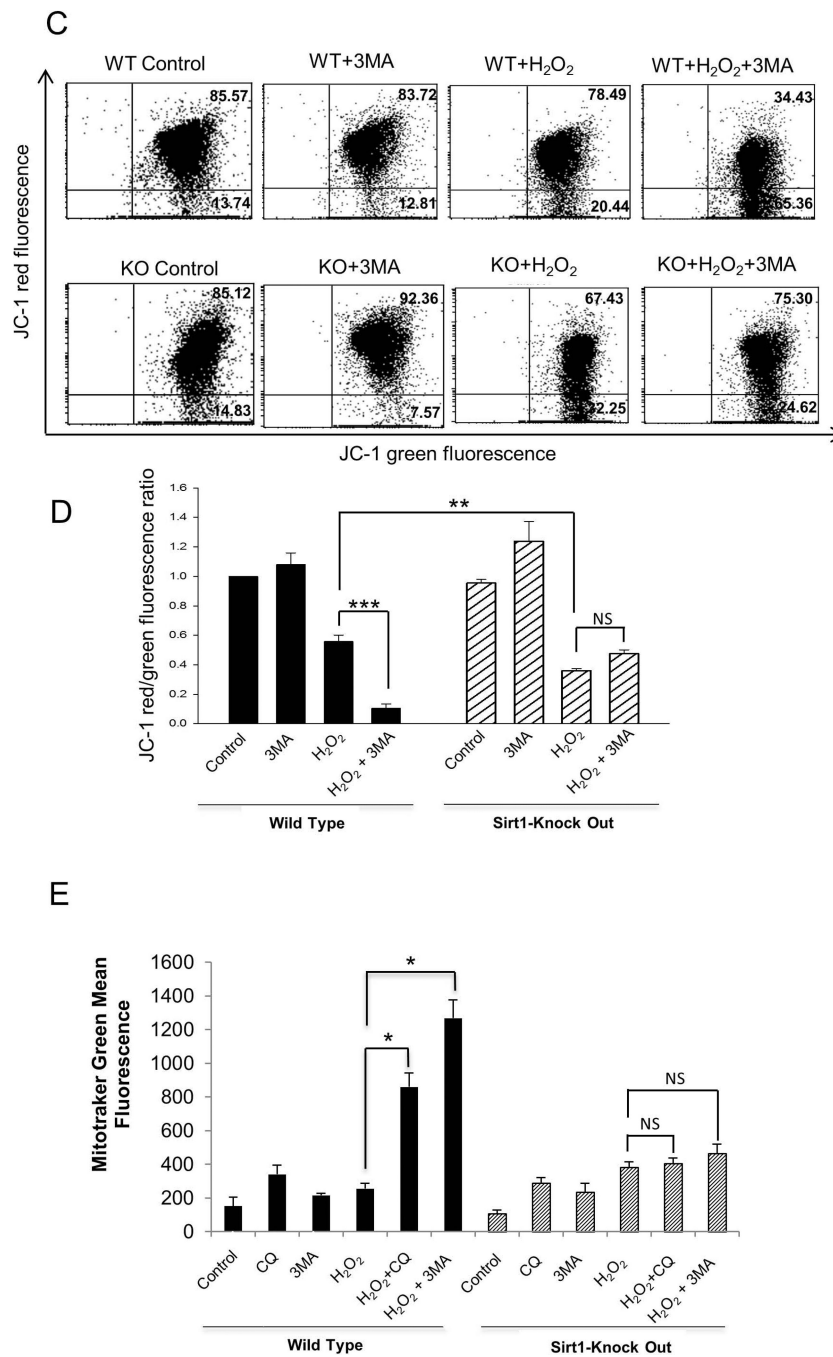 C
WT Control
WT+3MA
WT+H₂O₂
WT+H₂O₂+3MA
85.57
83.72
78.49
34.43
13.74
12.81
20.44
65.36
KO Control
KO+3MA
KO+H₂O₂
KO+H₂O₂+3MA
85.12
92.36
67.43
75.30
14.83
7.57
32.25
24.62
JC-1 red fluorescence
JC-1 green fluorescence
D
JC-1 red/green fluorescence ratio
1.6
1.4
1.2
1.0
0.8
0.6
0.4
0.2
0.0
***
**
NS
Control
3MA
H₂O₂
H₂O₂ + 3MA
Control
3MA
H₂O₂
H₂O₂ + 3MA
Wild Type
Sirt1-Knock Out
E
Mitotraker Green Mean
Fluorescence
1600
1400
1200
1000
800
600
400
200
0
*
*
NS
NS
Control
CQ
3MA
H₂O₂
H₂O₂+CQ
H₂O₂ + 3MA
Control
CQ
3MA
H₂O₂
H₂O₂+CQ
H₂O₂ + 3MA
Wild Type
Sirt1-Knock Out